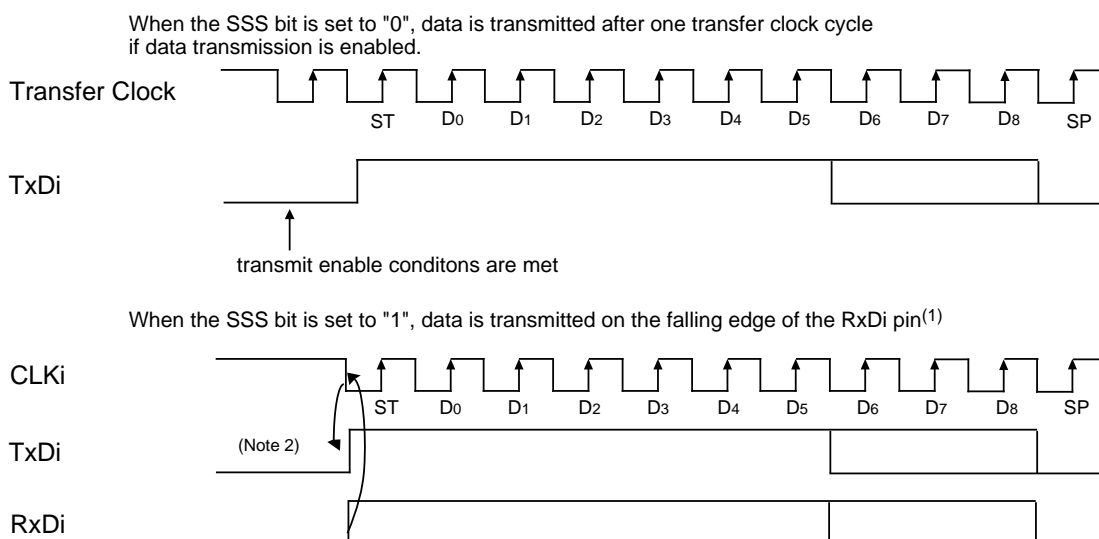 When the SSS bit is set to "0", data is transmitted after one transfer clock cycle
if data transmission is enabled.
Transfer Clock
ST D0 D1 D2 D3 D4 D5 D6 D7 D8 SP
TxDi
transmit enable conditons are met
When the SSS bit is set to "1", data is transmitted on the falling edge of the RxDi pin(1)
CLKi
ST D0 D1 D2 D3 D4 D5 D6 D7 D8 SP
TxDi (Note 2)
RxDi